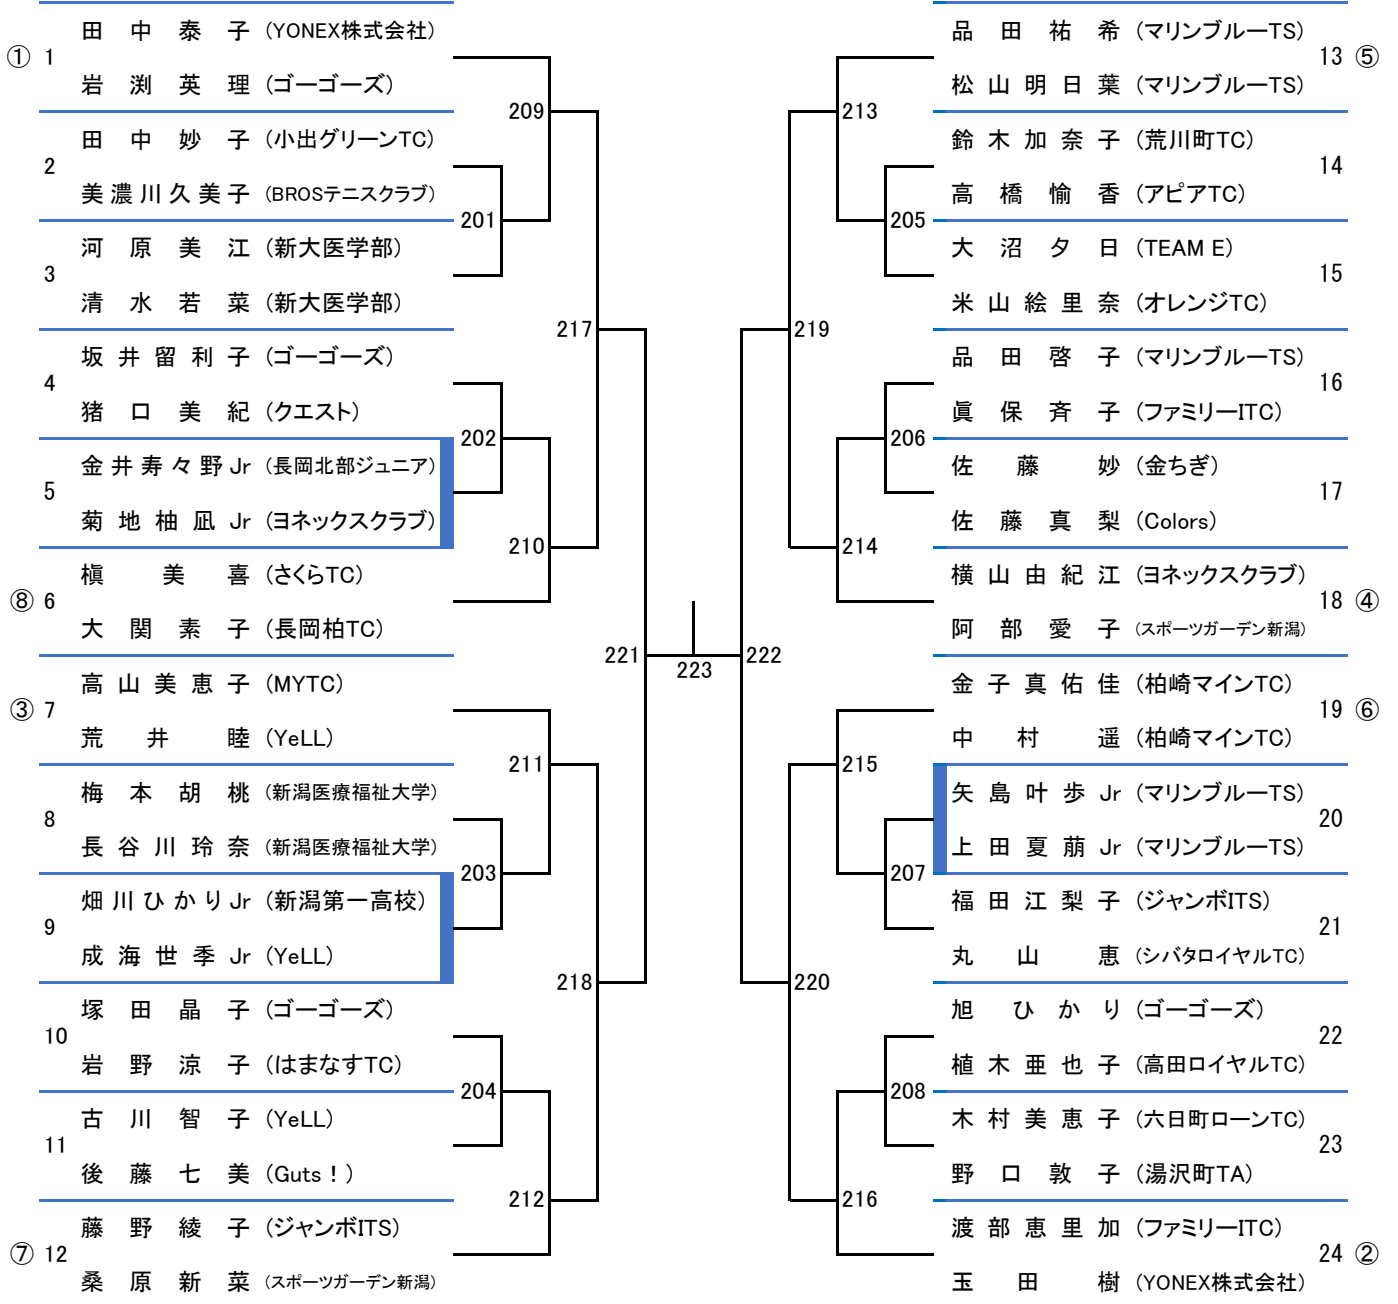 田中泰子 (YONEX株式会社)
① 1
岩渕英理 (ゴーゴーズ)
田中妙子 (小出グリーンTC)
2
美濃川久美子 (BROSテニスクラブ)
河原美江 (新大医学部)
3
清水若菜 (新大医学部)
坂井留利子 (ゴーゴーズ)
4
猪口美紀 (クエスト)
金井寿々野Jr (長岡北部ジュニア)
5
菊地柚凪Jr (ヨネックスクラブ)
槇美喜 (さくらTC)
⑧ 6
大関素子 (長岡柏TC)
高山美恵子 (MYTC)
③ 7
荒井睦 (YeLL)
梅本胡桃 (新潟医療福祉大学)
8
長谷川玲奈 (新潟医療福祉大学)
畑川ひかりJr (新潟第一高校)
9
成海世季Jr (YeLL)
塚田晶子 (ゴーゴーズ)
10
岩野涼子 (はまなすTC)
古川智子 (YeLL)
11
後藤七美 (Guts！)
藤野綾子 (ジャンボITS)
⑦ 12
桑原新菜 (スポーツガーデン新潟)
209
201
217
202
210
221
211
203
218
204
212
223
213
205
219
206
214
222
215
207
220
208
216
品田祐希 (マリンブルーTS)
13 ⑤
松山明日葉 (マリンブルーTS)
鈴木加奈子 (荒川町TC)
14
高橋愉香 (アピアTC)
大沼夕日 (TEAM E)
15
米山絵里奈 (オレンジTC)
品田啓子 (マリンブルーTS)
16
眞保斉子 (ファミリーITC)
佐藤妙 (金ちぎ)
17
佐藤真梨 (Colors)
横山由紀江 (ヨネックスクラブ)
18 ④
阿部愛子 (スポーツガーデン新潟)
金子真佑佳 (柏崎マインTC)
19 ⑥
中村遥 (柏崎マインTC)
矢島叶歩Jr (マリンブルーTS)
20
上田夏萠Jr (マリンブルーTS)
福田江梨子 (ジャンボITS)
21
丸山恵 (シバタロイヤルTC)
旭ひかり (ゴーゴーズ)
22
植木亜也子 (高田ロイヤルTC)
木村美恵子 (六日町ローンTC)
23
野口敦子 (湯沢町TA)
渡部恵里加 (ファミリーITC)
24 ②
玉田樹 (YONEX株式会社)